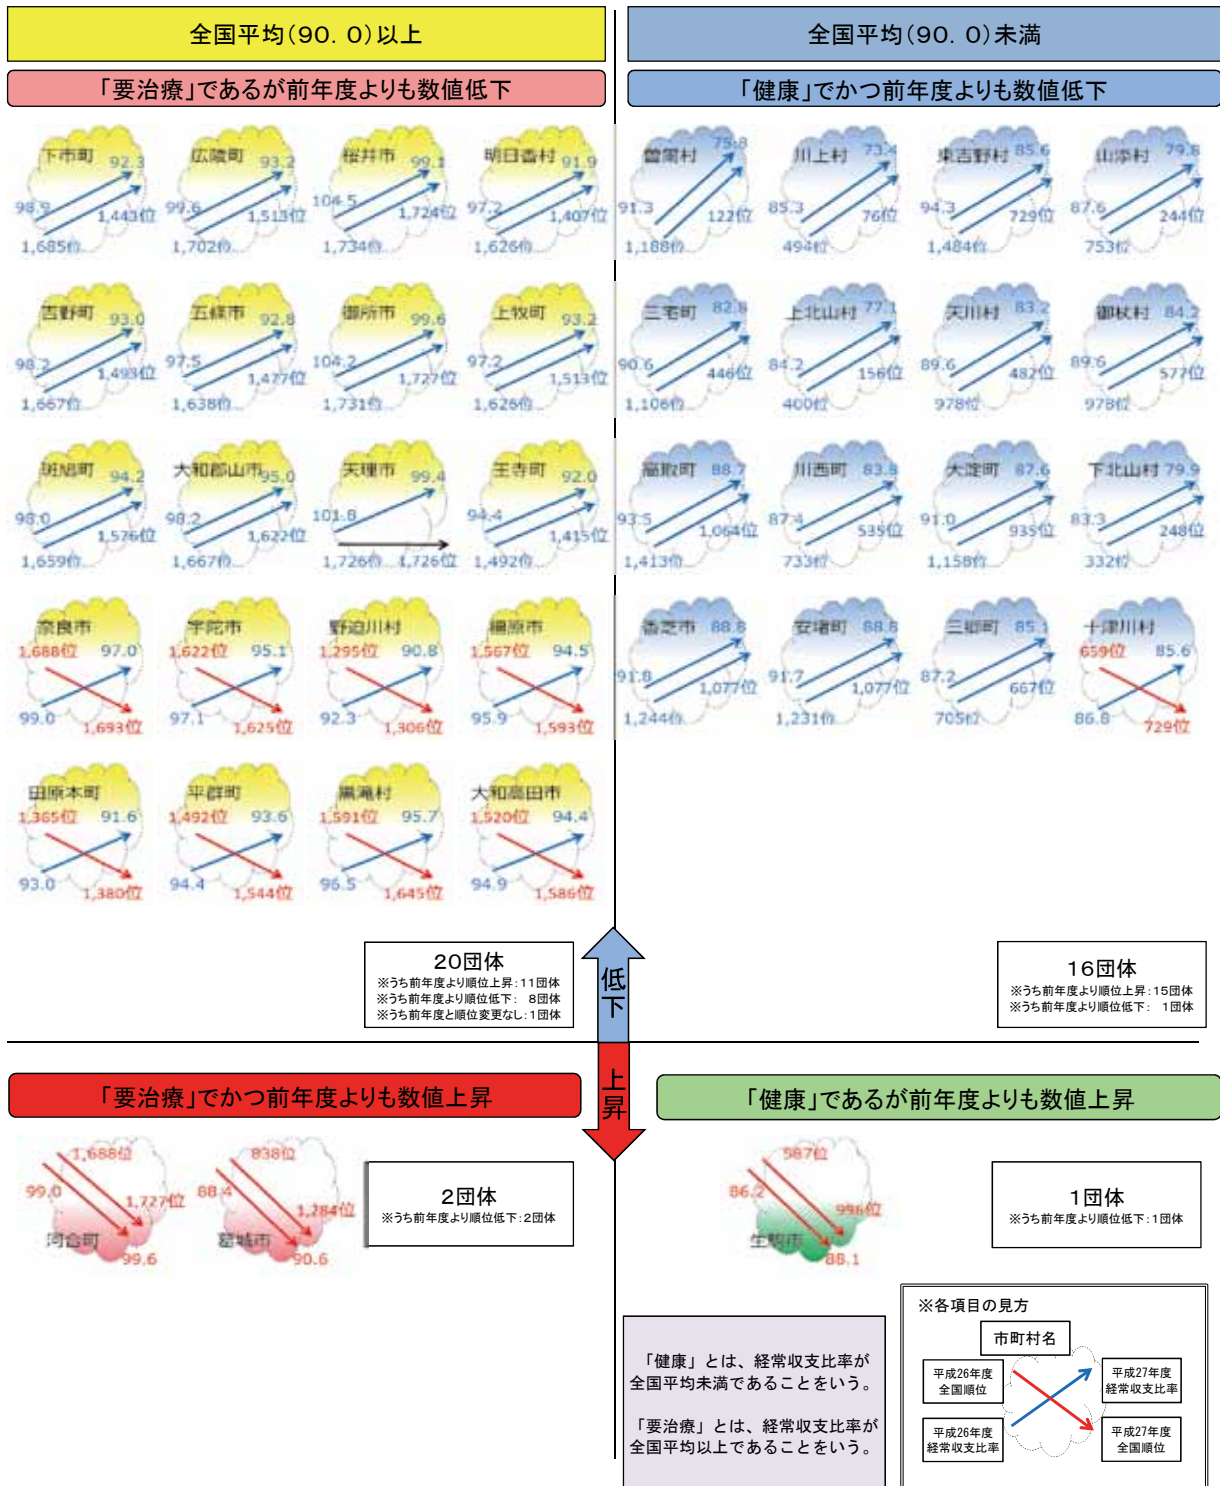 全国平均(90.0)以上
全国平均(90.0)未満
「要治療」であるが前年度よりも数値低下
「健康」でかつ前年度よりも数値低下
下市町 92.3
98.9 1,443位
1,685位
広陵町 93.2
99.6 1,513位
1,702位
桜井市 99.1
104.5 1,724位
1,734位
明日香村 91.9
97.2 1,407位
1,626位
曽爾村 75.8
91.3 122位
1,188位
川上村 73.4
85.3 76位
494位
東吉野村 85.6
94.3 729位
1,484位
山添村 79.8
87.6 244位
753位
吉野町 93.0
98.2 1,493位
1,667位
五條市 92.8
97.5 1,477位
1,638位
御所市 99.6
104.2 1,727位
1,731位
上牧町 93.2
97.2 1,513位
1,626位
三宅町 82.8
90.6 446位
1,106位
上北山村 77.1
84.2 156位
400位
天川村 83.2
89.6 482位
978位
御杖村 84.2
89.6 577位
978位
斑鳩町 94.2
98.0 1,576位
1,659位
大和郡山市 95.0
98.2 1,622位
1,667位
天理市 99.4
101.8
1,726位 1,726位
王寺町 92.0
94.4 1,415位
1,492位
高取町 88.7
93.5 1,064位
1,413位
川西町 83.8
87.4 535位
733位
大淀町 87.6
91.0 935位
1,158位
下北山村 79.9
83.3 248位
332位
奈良市
1,688位 97.0
99.0 1,693位
宇陀市
1,622位 95.1
97.1 1,625位
野迫川村
1,295位 90.8
92.3 1,306位
橿原市
1,567位 94.5
95.9 1,593位
香芝市 88.8
91.8 1,077位
1,244位
安堵町 88.8
91.7 1,077位
1,231位
三郷町 85.1
87.2 667位
705位
十津川村
659位 85.6
86.8 729位
田原本町
1,365位 91.6
93.0 1,380位
平群町
1,492位 93.6
94.4 1,544位
黒滝村
1,591位 95.7
96.5 1,645位
大和高田市
1,520位 94.4
94.9 1,586位
20団体
※うち前年度より順位上昇:11団体
※うち前年度より順位低下: 8団体
※うち前年度と順位変更なし:1団体
低下
16団体
※うち前年度より順位上昇:15団体
※うち前年度より順位低下: 1団体
上昇
「要治療」でかつ前年度よりも数値上昇
「健康」であるが前年度よりも数値上昇
1,688位
99.0 1,727位
河合町 99.6
838位
88.4 1,284位
葛城市 90.6
2団体
※うち前年度より順位低下:2団体
587位
86.2 996位
生駒市 88.1
1団体
※うち前年度より順位低下:1団体
「健康」とは、経常収支比率が
全国平均未満であることをいう。
「要治療」とは、経常収支比率が
全国平均以上であることをいう。
※各項目の見方
市町村名
平成26年度
全国順位
平成27年度
経常収支比率
平成26年度
経常収支比率
平成27年度
全国順位